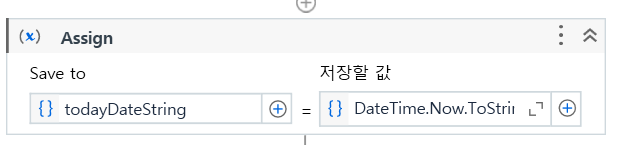 (x) Assign
Save to
저장할 값
{} todayDateString = {} DateTime.Now.ToStrin